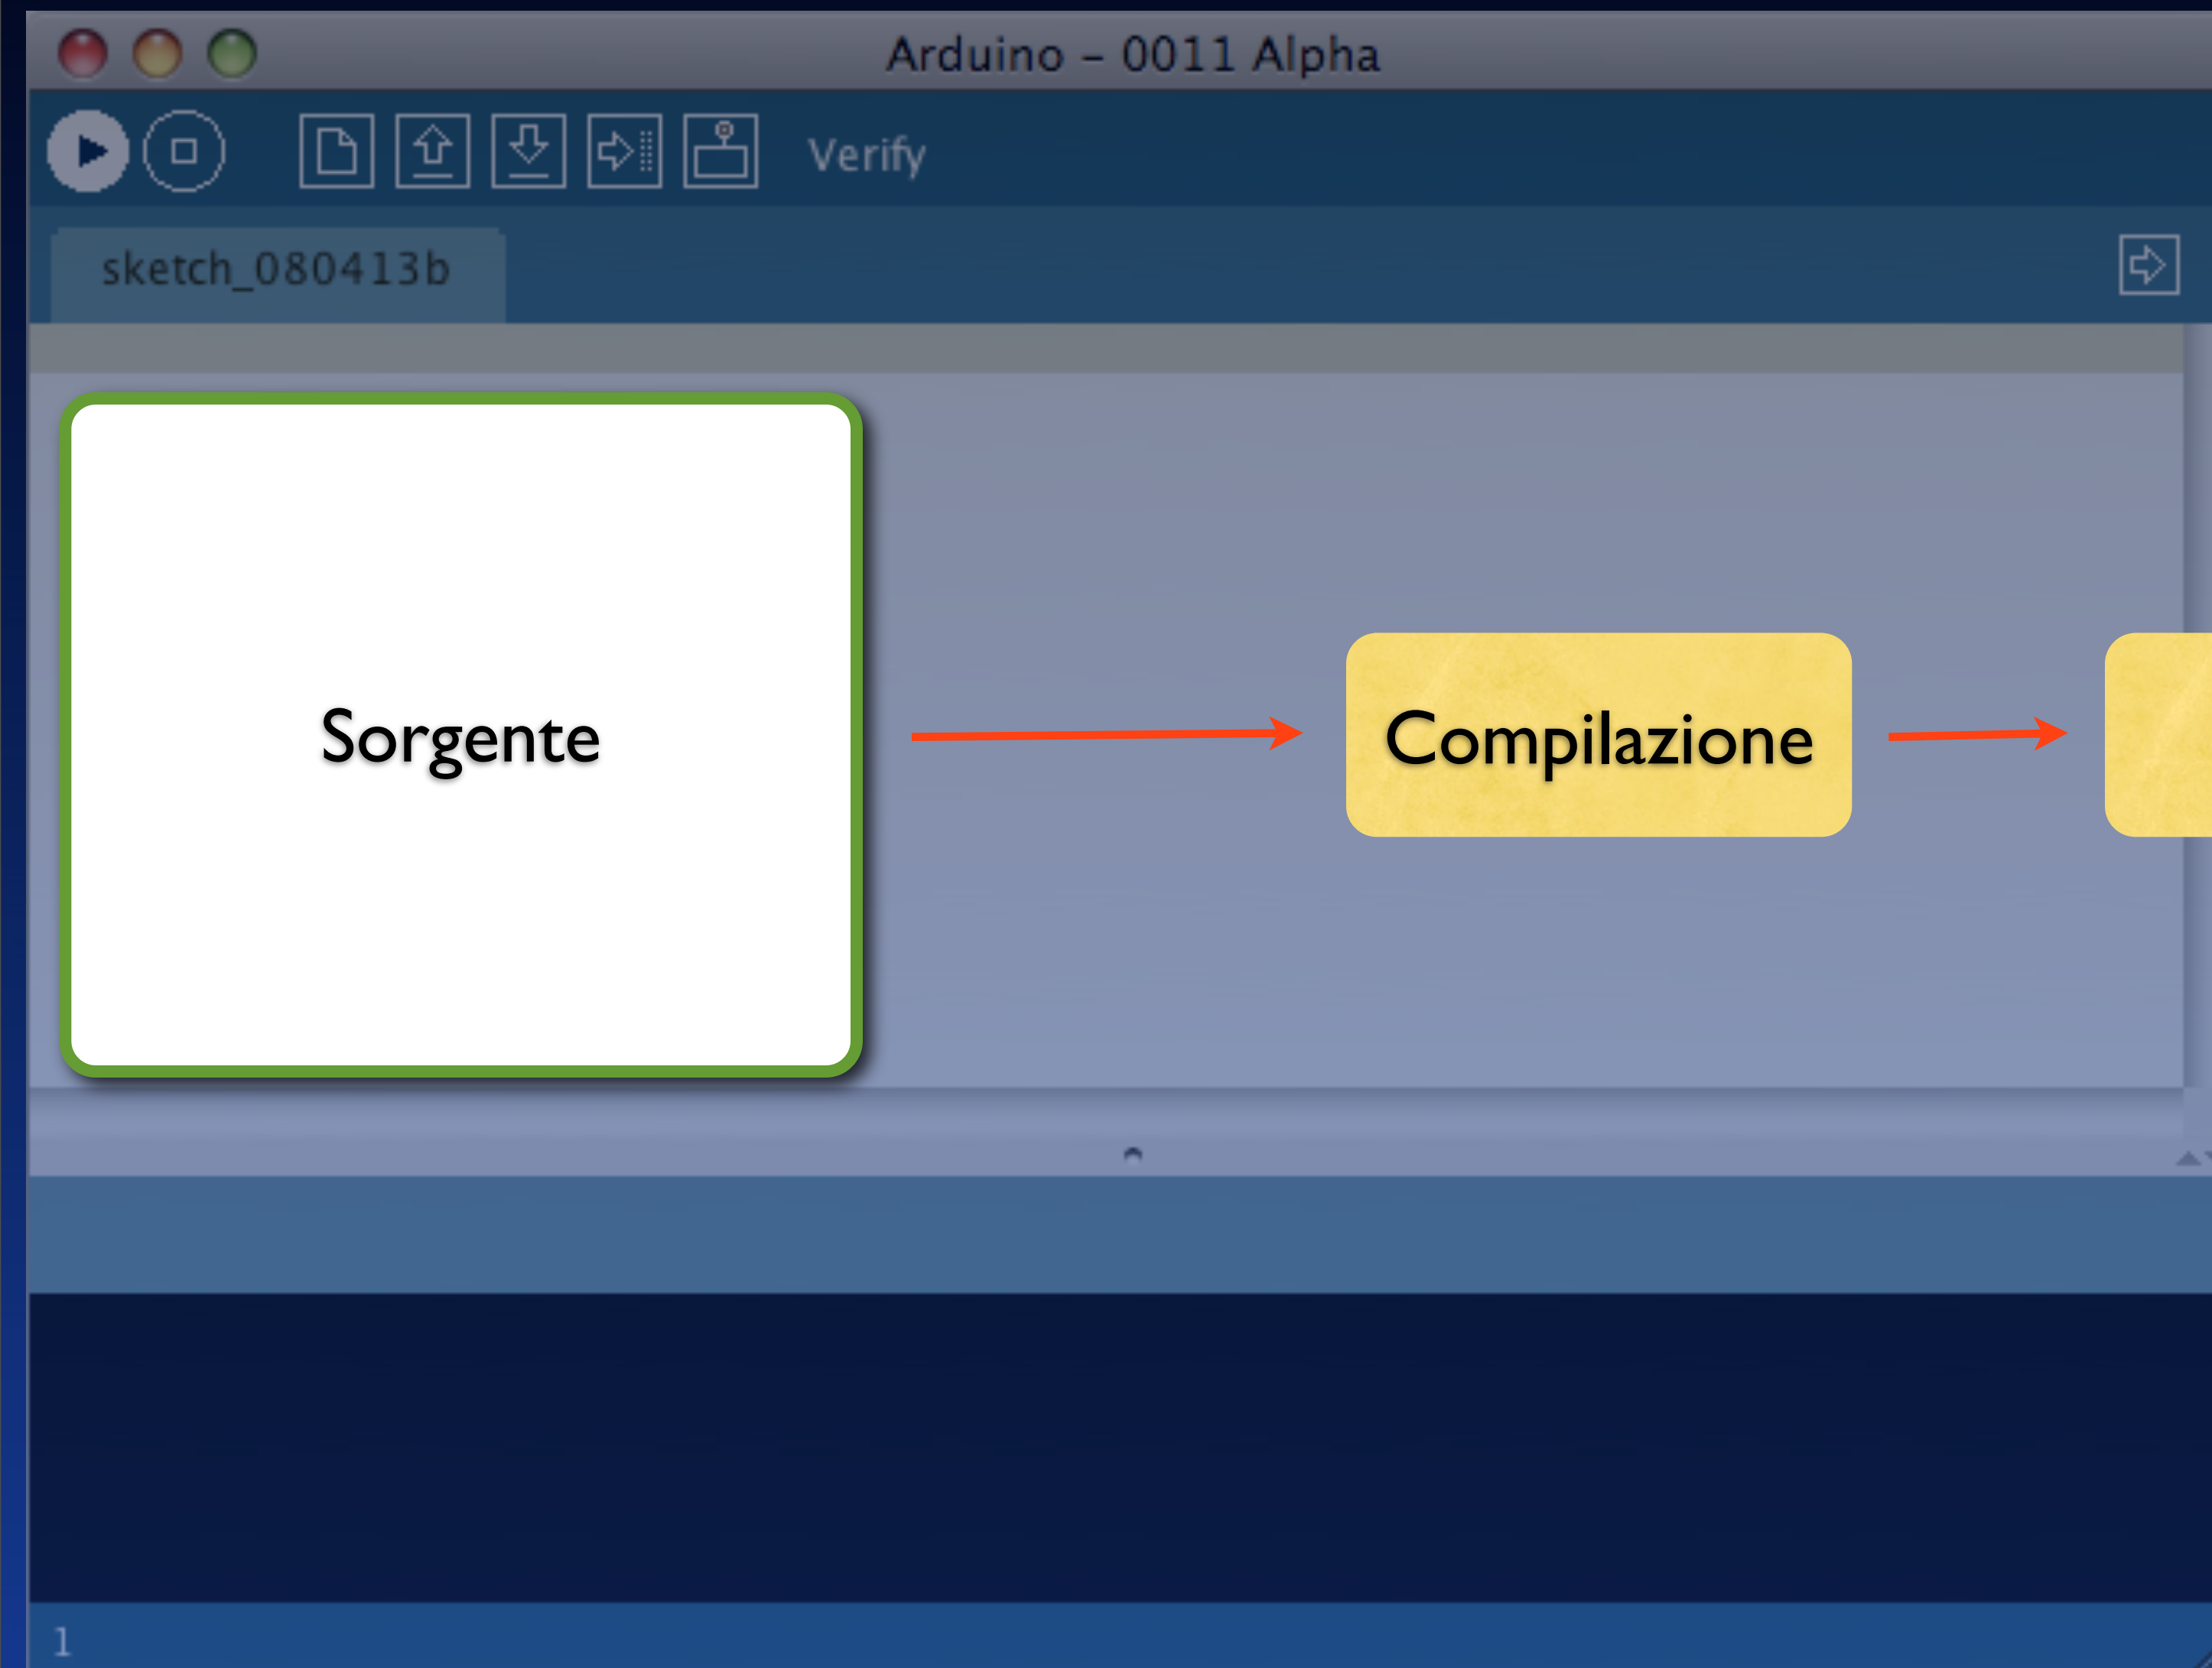 Arduino – 0011 Alpha
Verify
sketch_080413b
Sorgente
Compilazione
1